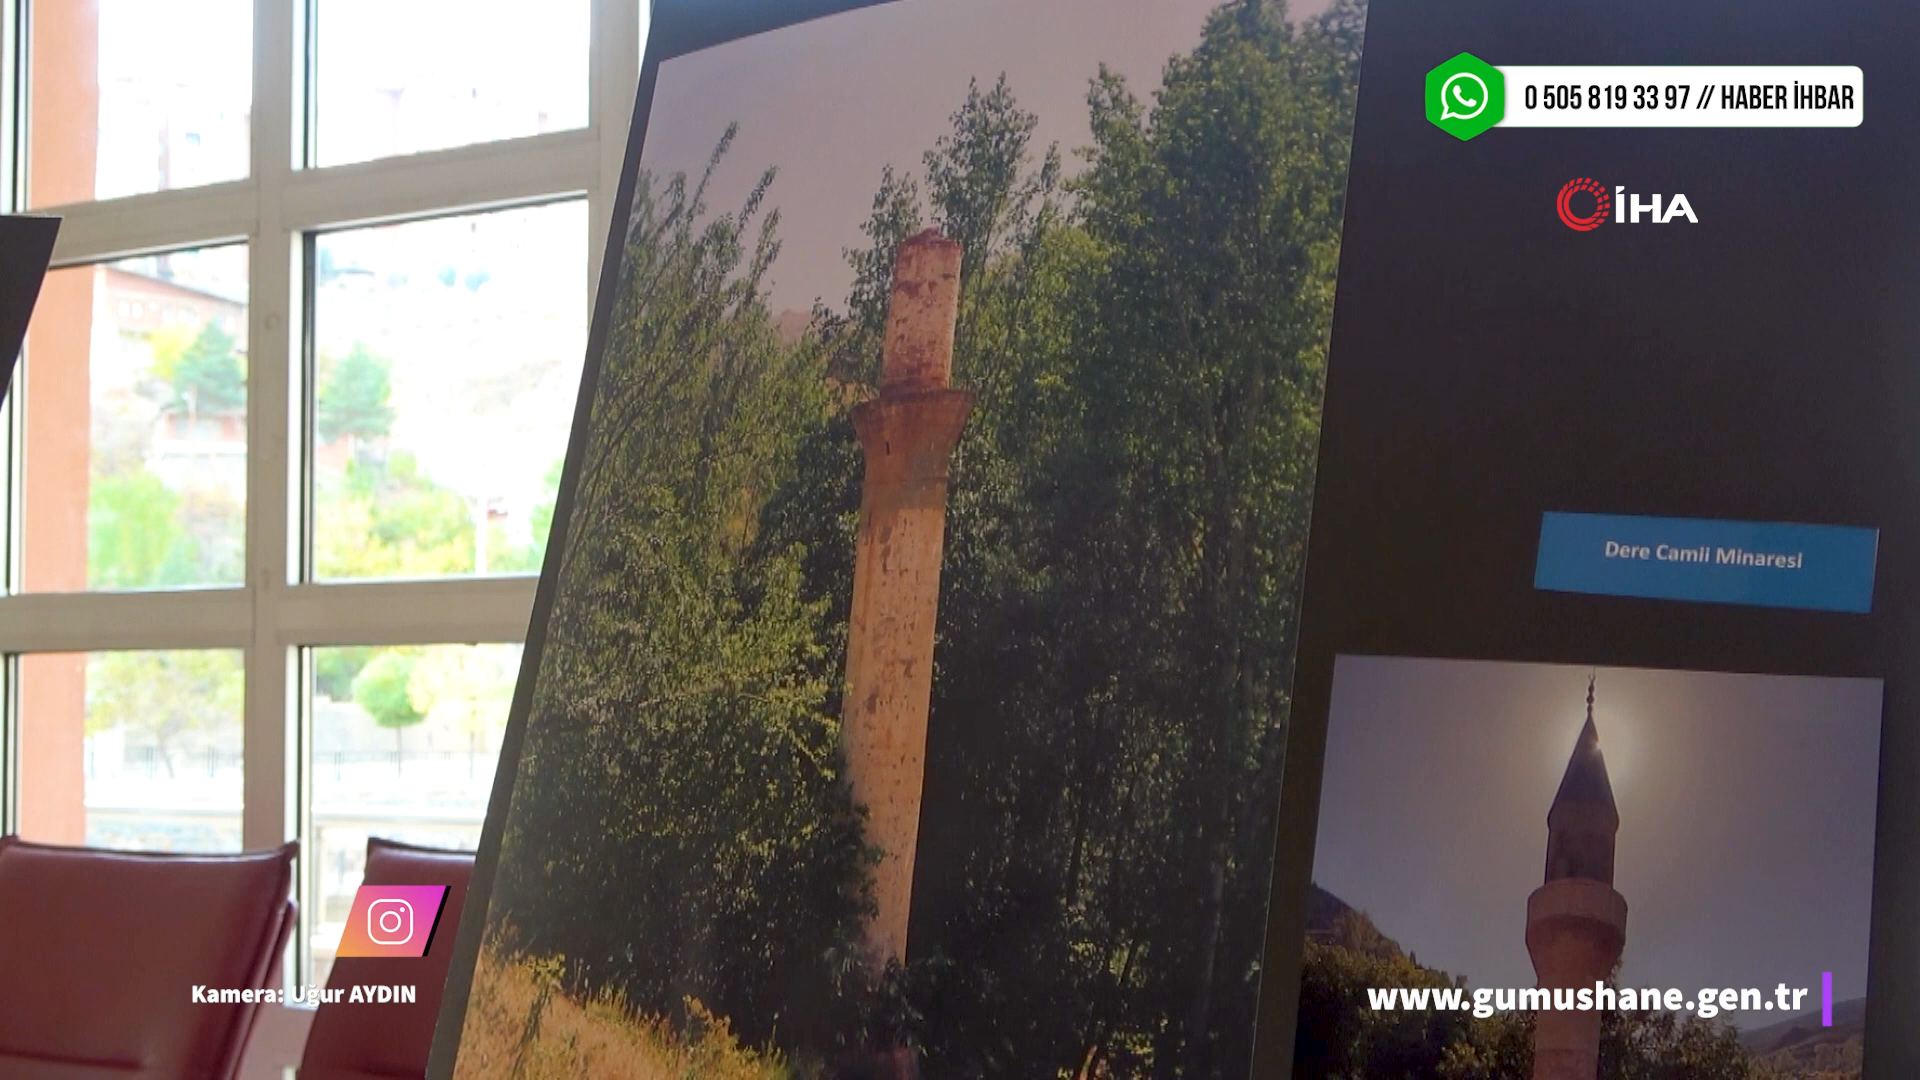 0 505 819 33 97 // HABER İHBAR
İHA
Dere Camii Minaresi
Kamera: Uğur AYDIN
www.gumushane.gen.tr